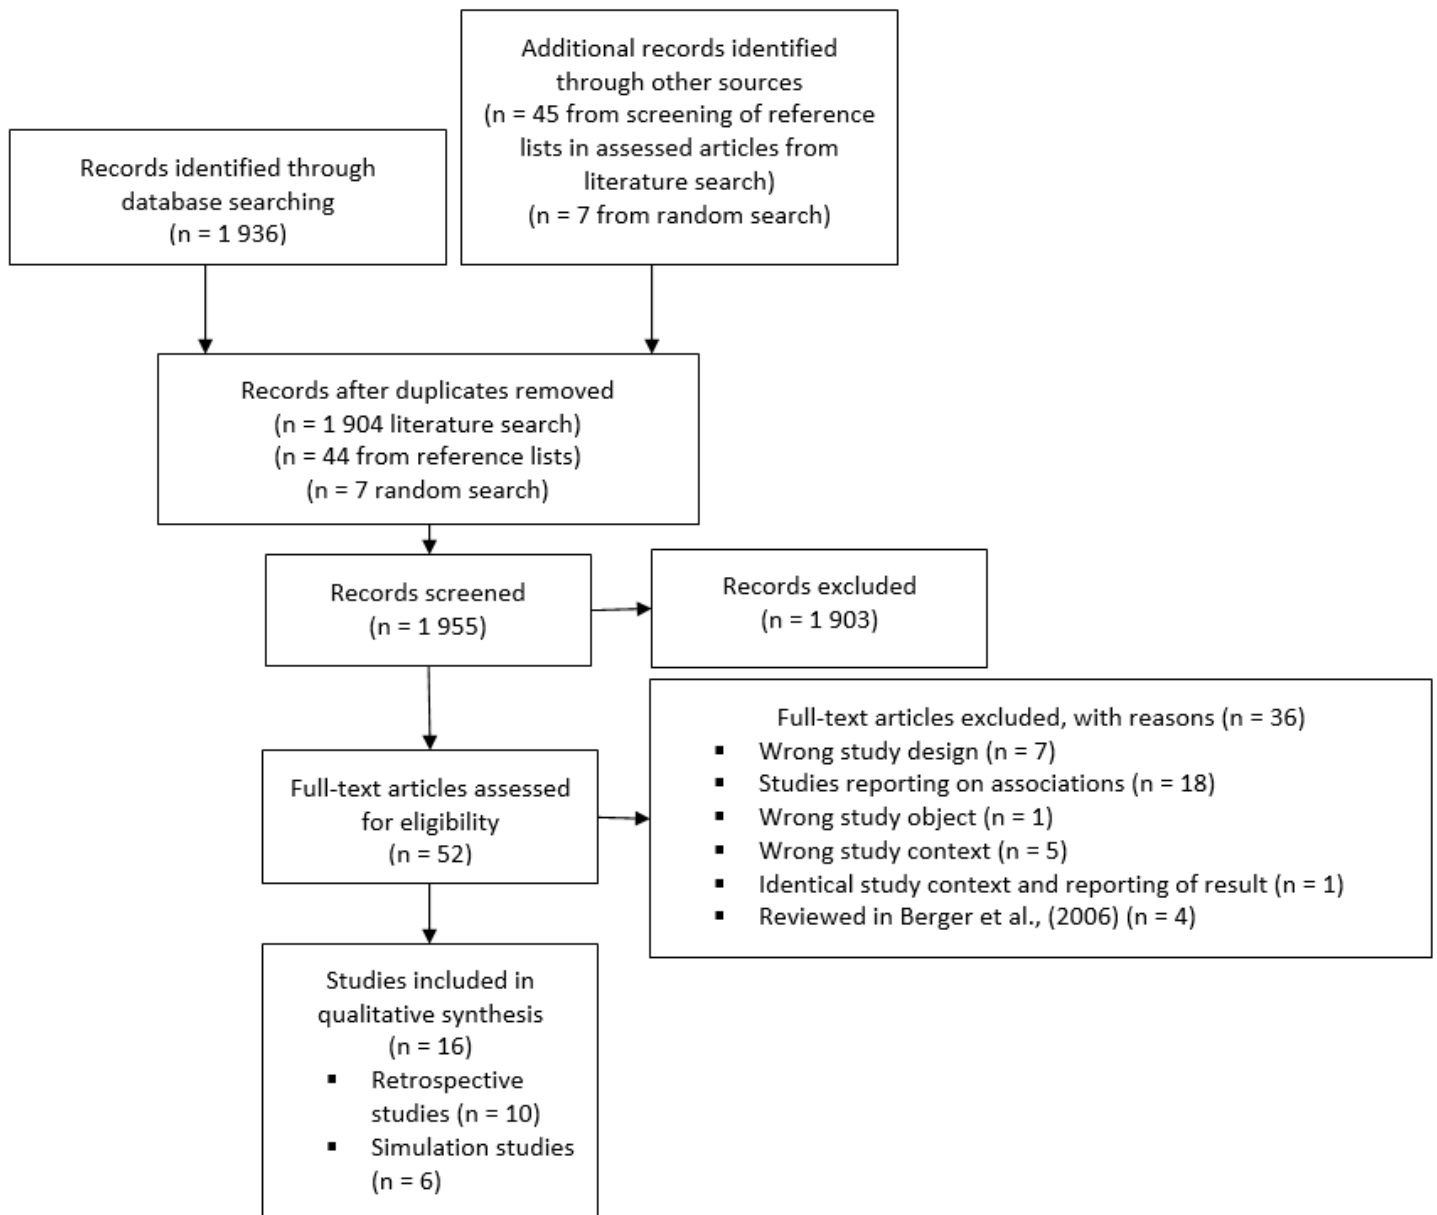 Additional records identified
through other sources
(n = 45 from screening of reference
lists in assessed articles from
literature search)
(n = 7 from random search)
Records identified through
database searching
(n = 1 936)
Records after duplicates removed
(n = 1 904 literature search)
(n = 44 from reference lists)
(n = 7 random search)
Records screened
(n = 1 955)
Records excluded
(n = 1 903)
Full-text articles assessed
for eligibility
(n = 52)
Full-text articles excluded, with reasons (n = 36)
▪ Wrong study design (n = 7)
▪ Studies reporting on associations (n = 18)
▪ Wrong study object (n = 1)
▪ Wrong study context (n = 5)
▪ Identical study context and reporting of result (n = 1)
▪ Reviewed in Berger et al., (2006) (n = 4)
Studies included in
qualitative synthesis
(n = 16)
▪ Retrospective
studies (n = 10)
▪ Simulation studies
(n = 6)